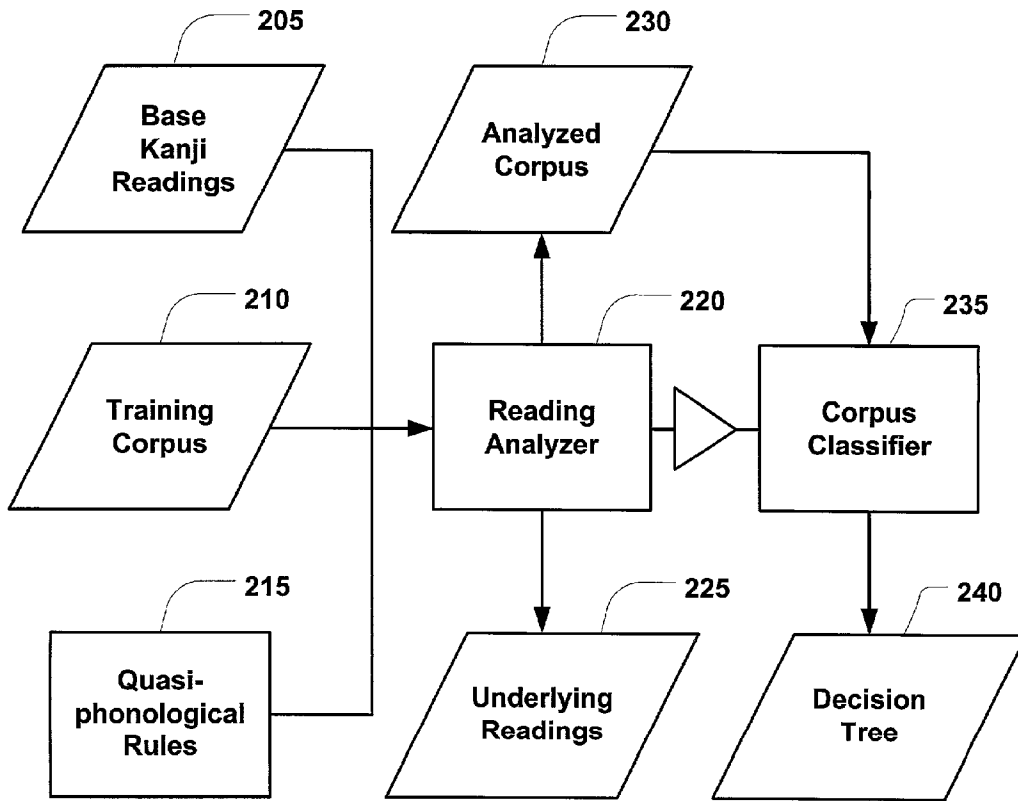 205
Base
Kanji
Readings
230
Analyzed
Corpus
210
Training
Corpus
220
Reading
Analyzer
235
Corpus
Classifier
215
Quasi-
phonological
Rules
225
Underlying
Readings
240
Decision
Tree